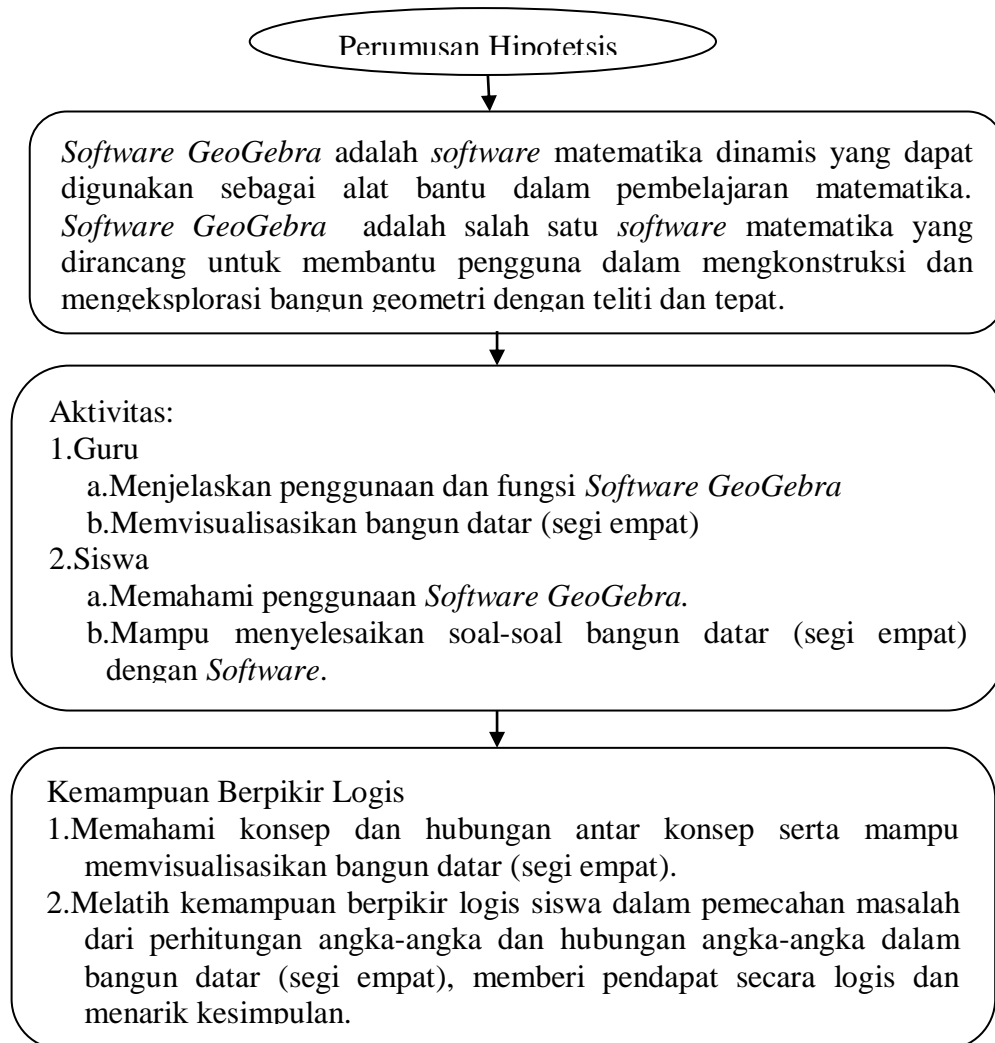 Perumusan Hipotetsis
Software GeoGebra adalah software matematika dinamis yang dapat
digunakan sebagai alat bantu dalam pembelajaran matematika.
Software GeoGebra adalah salah satu software matematika yang
dirancang untuk membantu pengguna dalam mengkonstruksi dan
mengeksplorasi bangun geometri dengan teliti dan tepat.
Aktivitas:
1.Guru
a.Menjelaskan penggunaan dan fungsi Software GeoGebra
b.Memvisualisasikan bangun datar (segi empat)
2.Siswa
a.Memahami penggunaan Software GeoGebra.
b.Mampu menyelesaikan soal-soal bangun datar (segi empat)
dengan Software.
Kemampuan Berpikir Logis
1.Memahami konsep dan hubungan antar konsep serta mampu
memvisualisasikan bangun datar (segi empat).
2.Melatih kemampuan berpikir logis siswa dalam pemecahan masalah
dari perhitungan angka-angka dan hubungan angka-angka dalam
bangun datar (segi empat), memberi pendapat secara logis dan
menarik kesimpulan.